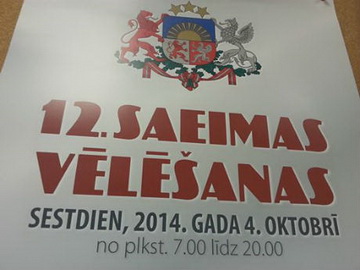 12. SAEIMAS
VĒLĒŠANAS
SESTDIEN, 2014. GADA 4. OKTOBRĪ
no plkst. 7.00 līdz 20.00